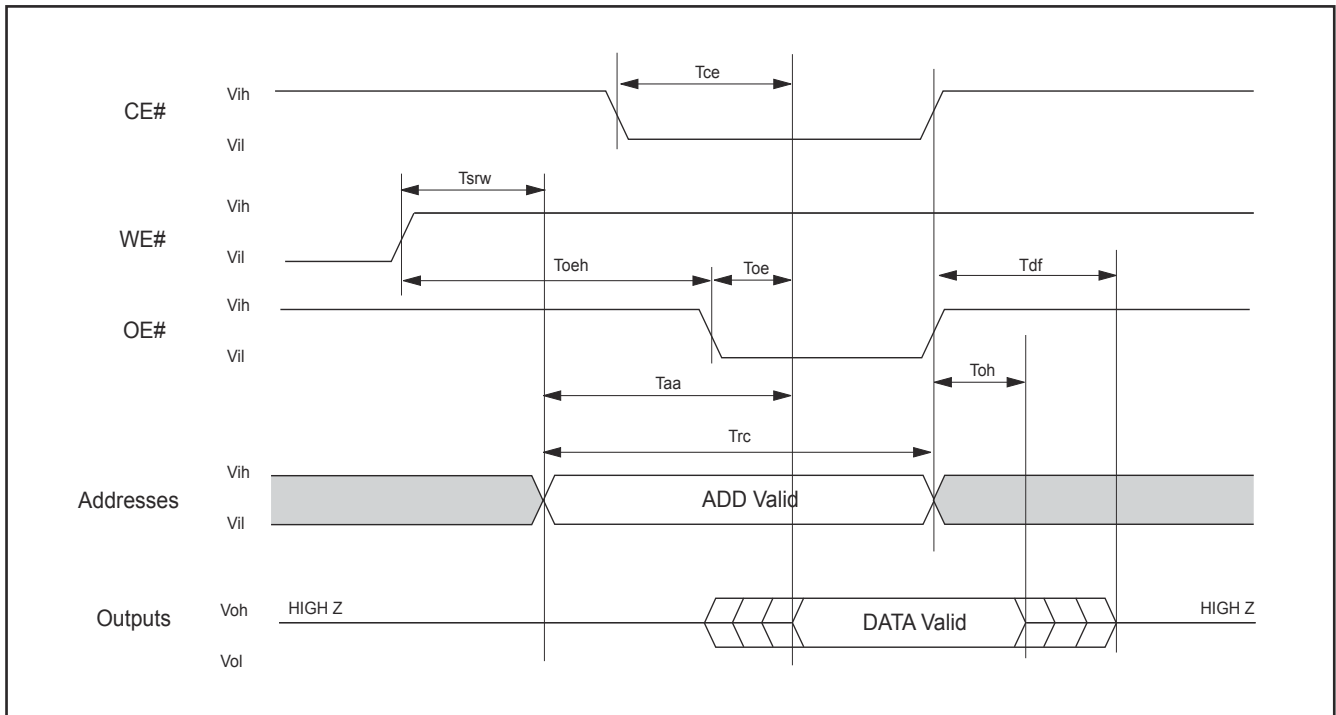 Tce
CE#
Vih
Vil
Tsrw
WE#
Vih
Vil
Toeh
Toe
Tdf
OE#
Vih
Vil
Toh
Taa
Trc
Addresses
Vih
Vil
ADD Valid
Outputs
Voh
Vol
HIGH Z
DATA Valid
HIGH Z